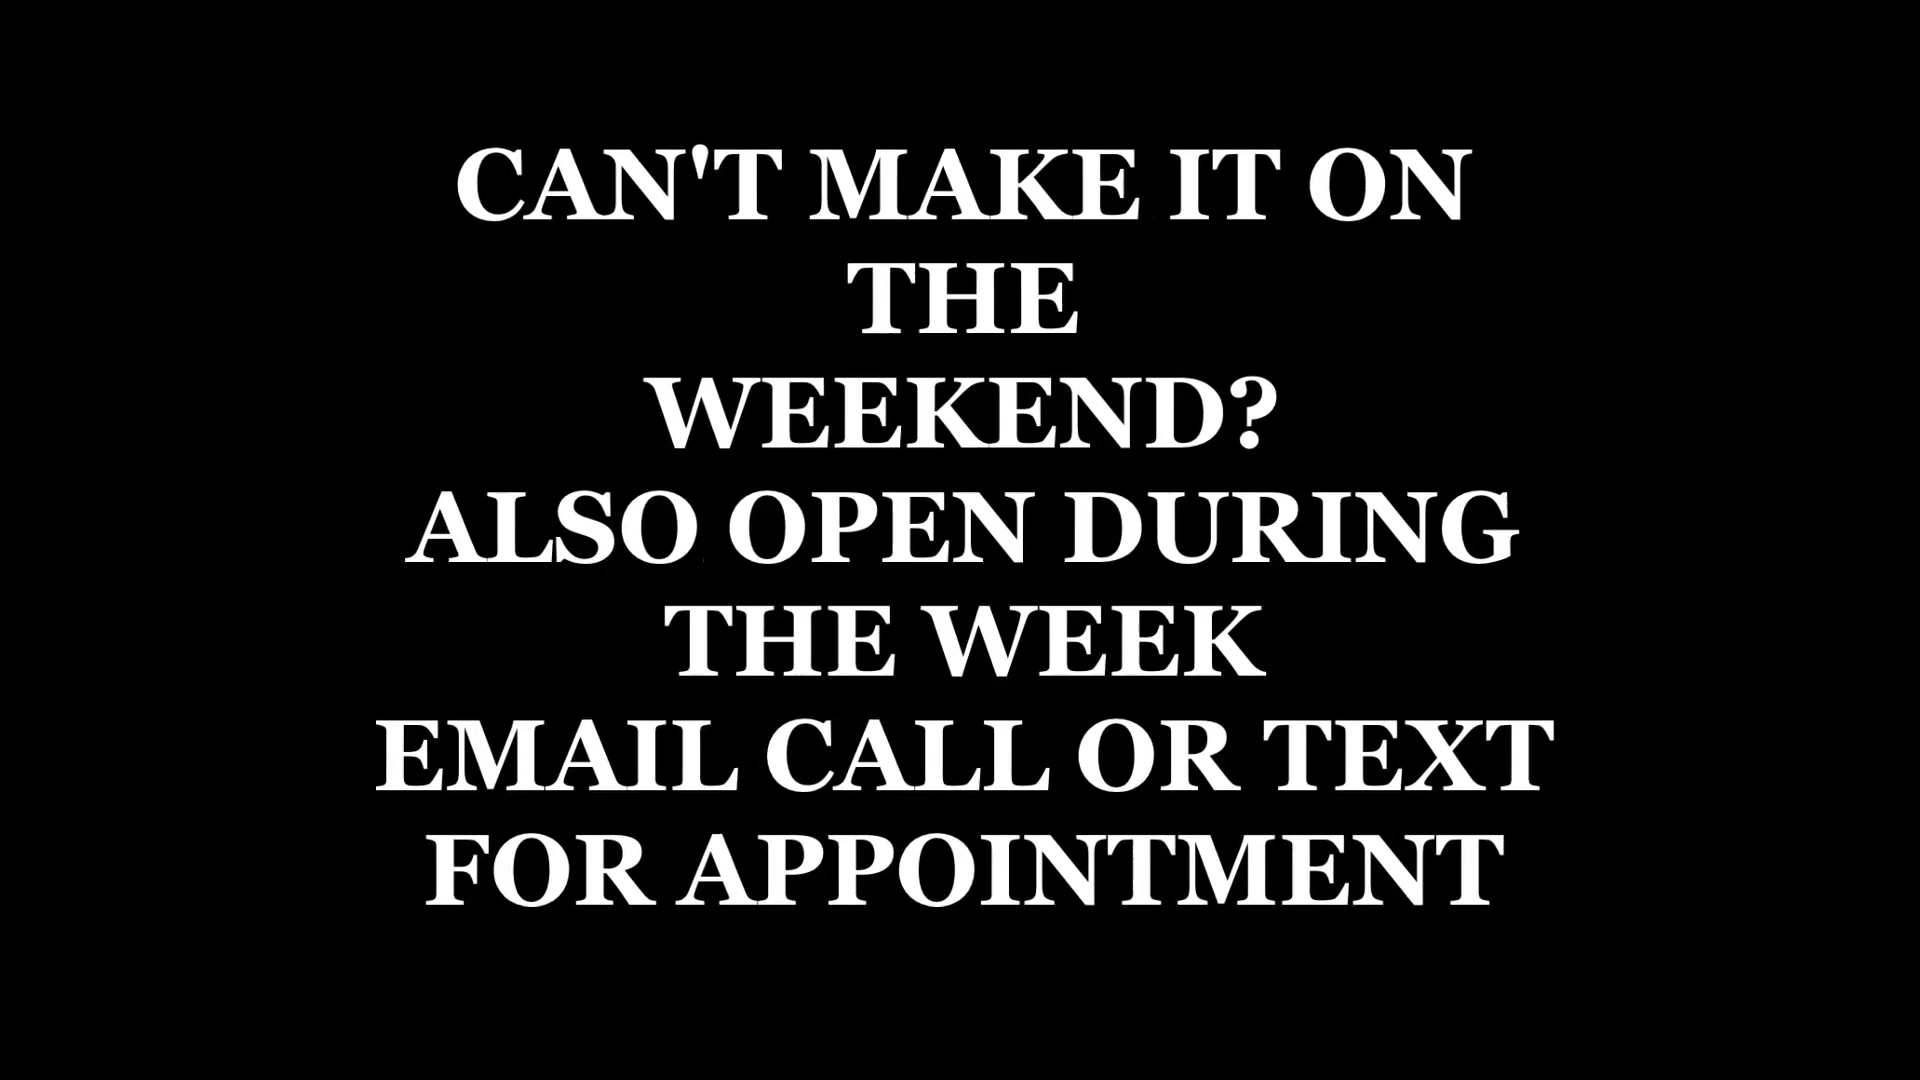 CAN'T MAKE IT ON
THE
WEEKEND?
ALSO OPEN DURING
THE WEEK
EMAIL CALL OR TEXT
FOR APPOINTMENT